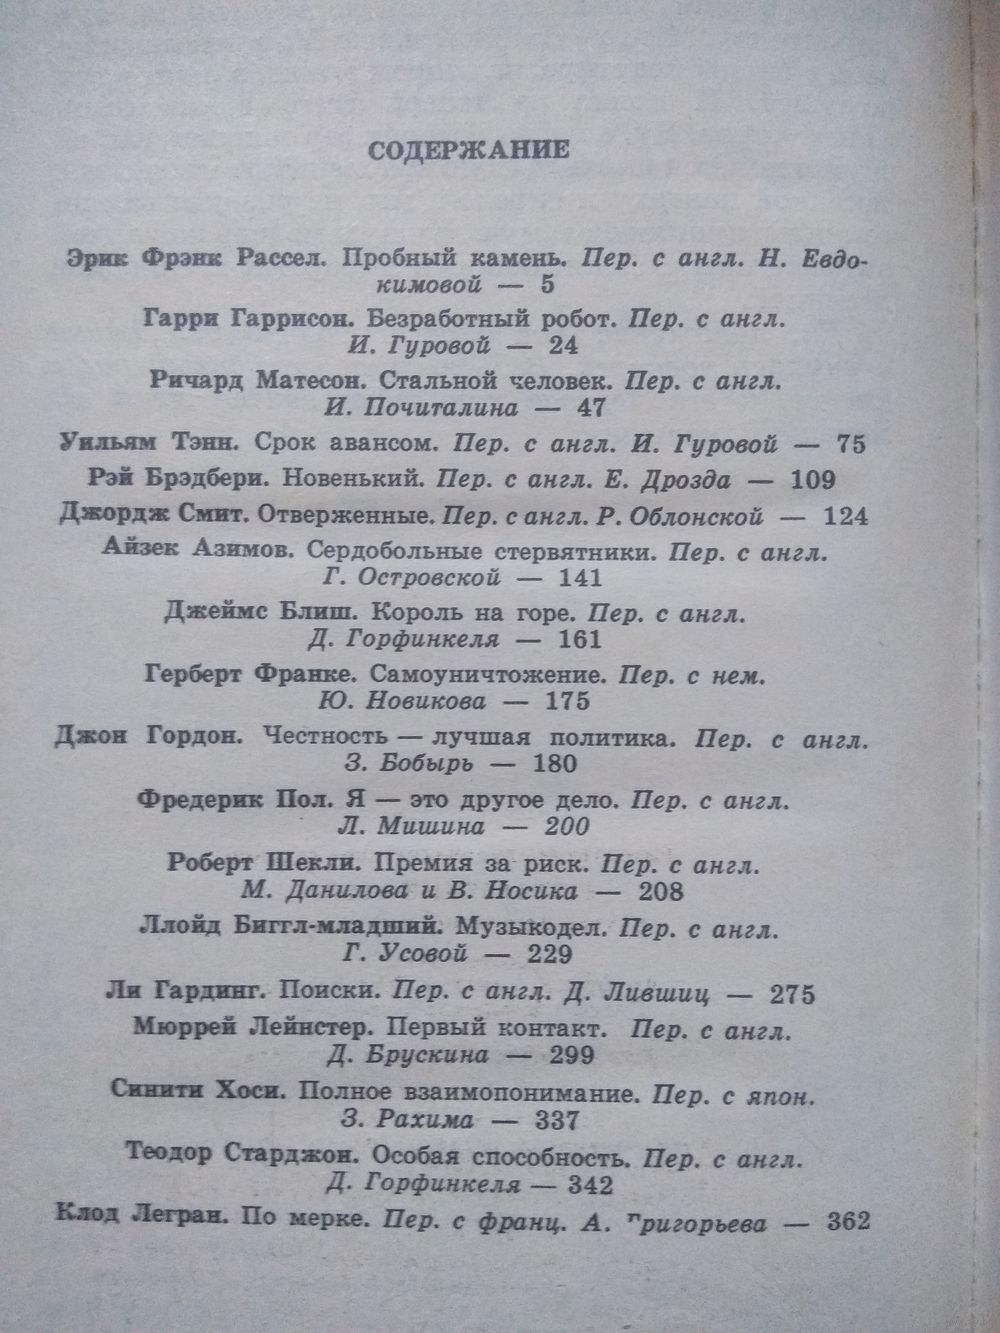 СОДЕРЖАНИЕ
Эрик Фрэнк Рассел. Пробный камень. Пер. с англ. Н. Евдо-
кимовой — 5
Гарри Гаррисон. Безработный робот. Пер. с англ.
И. Гуровой — 24
Ричард Матесон. Стальной человек. Пер. с англ.
И. Почиталина — 47
Уильям Тэнн. Срок авансом. Пер. с англ. И. Гуровой — 75
Рэй Брэдбери. Новенький. Пер. с англ. Е. Дрозда — 109
Джордж Смит. Отверженные. Пер. с англ. Р. Облонской — 124
Айзек Азимов. Сердобольные стервятники. Пер. с англ.
Г. Островской — 141
Джеймс Блиш. Король на горе. Пер. с англ.
Д. Горфинкеля — 161
Герберт Франке. Самоуничтожение. Пер. с нем.
Ю. Новикова — 175
Джон Гордон. Честность — лучшая политика. Пер. с англ.
З. Бобырь — 180
Фредерик Пол. Я — это другое дело. Пер. с англ.
Л. Мишина — 200
Роберт Шекли. Премия за риск. Пер. с англ.
М. Данилова и В. Носика — 208
Ллойд Биггл-младший. Музыкодел. Пер. с англ.
Г. Усовой — 229
Ли Гардинг. Поиски. Пер. с англ. Д. Лившиц — 275
Мюррей Лейнстер. Первый контакт. Пер. с англ.
Д. Брускина — 299
Синити Хоси. Полное взаимопонимание. Пер. с япон.
З. Рахима — 337
Теодор Старджон. Особая способность. Пер. с англ.
Д. Горфинкеля — 342
Клод Легран. По мерке. Пер. с франц. А. Григорьева — 362